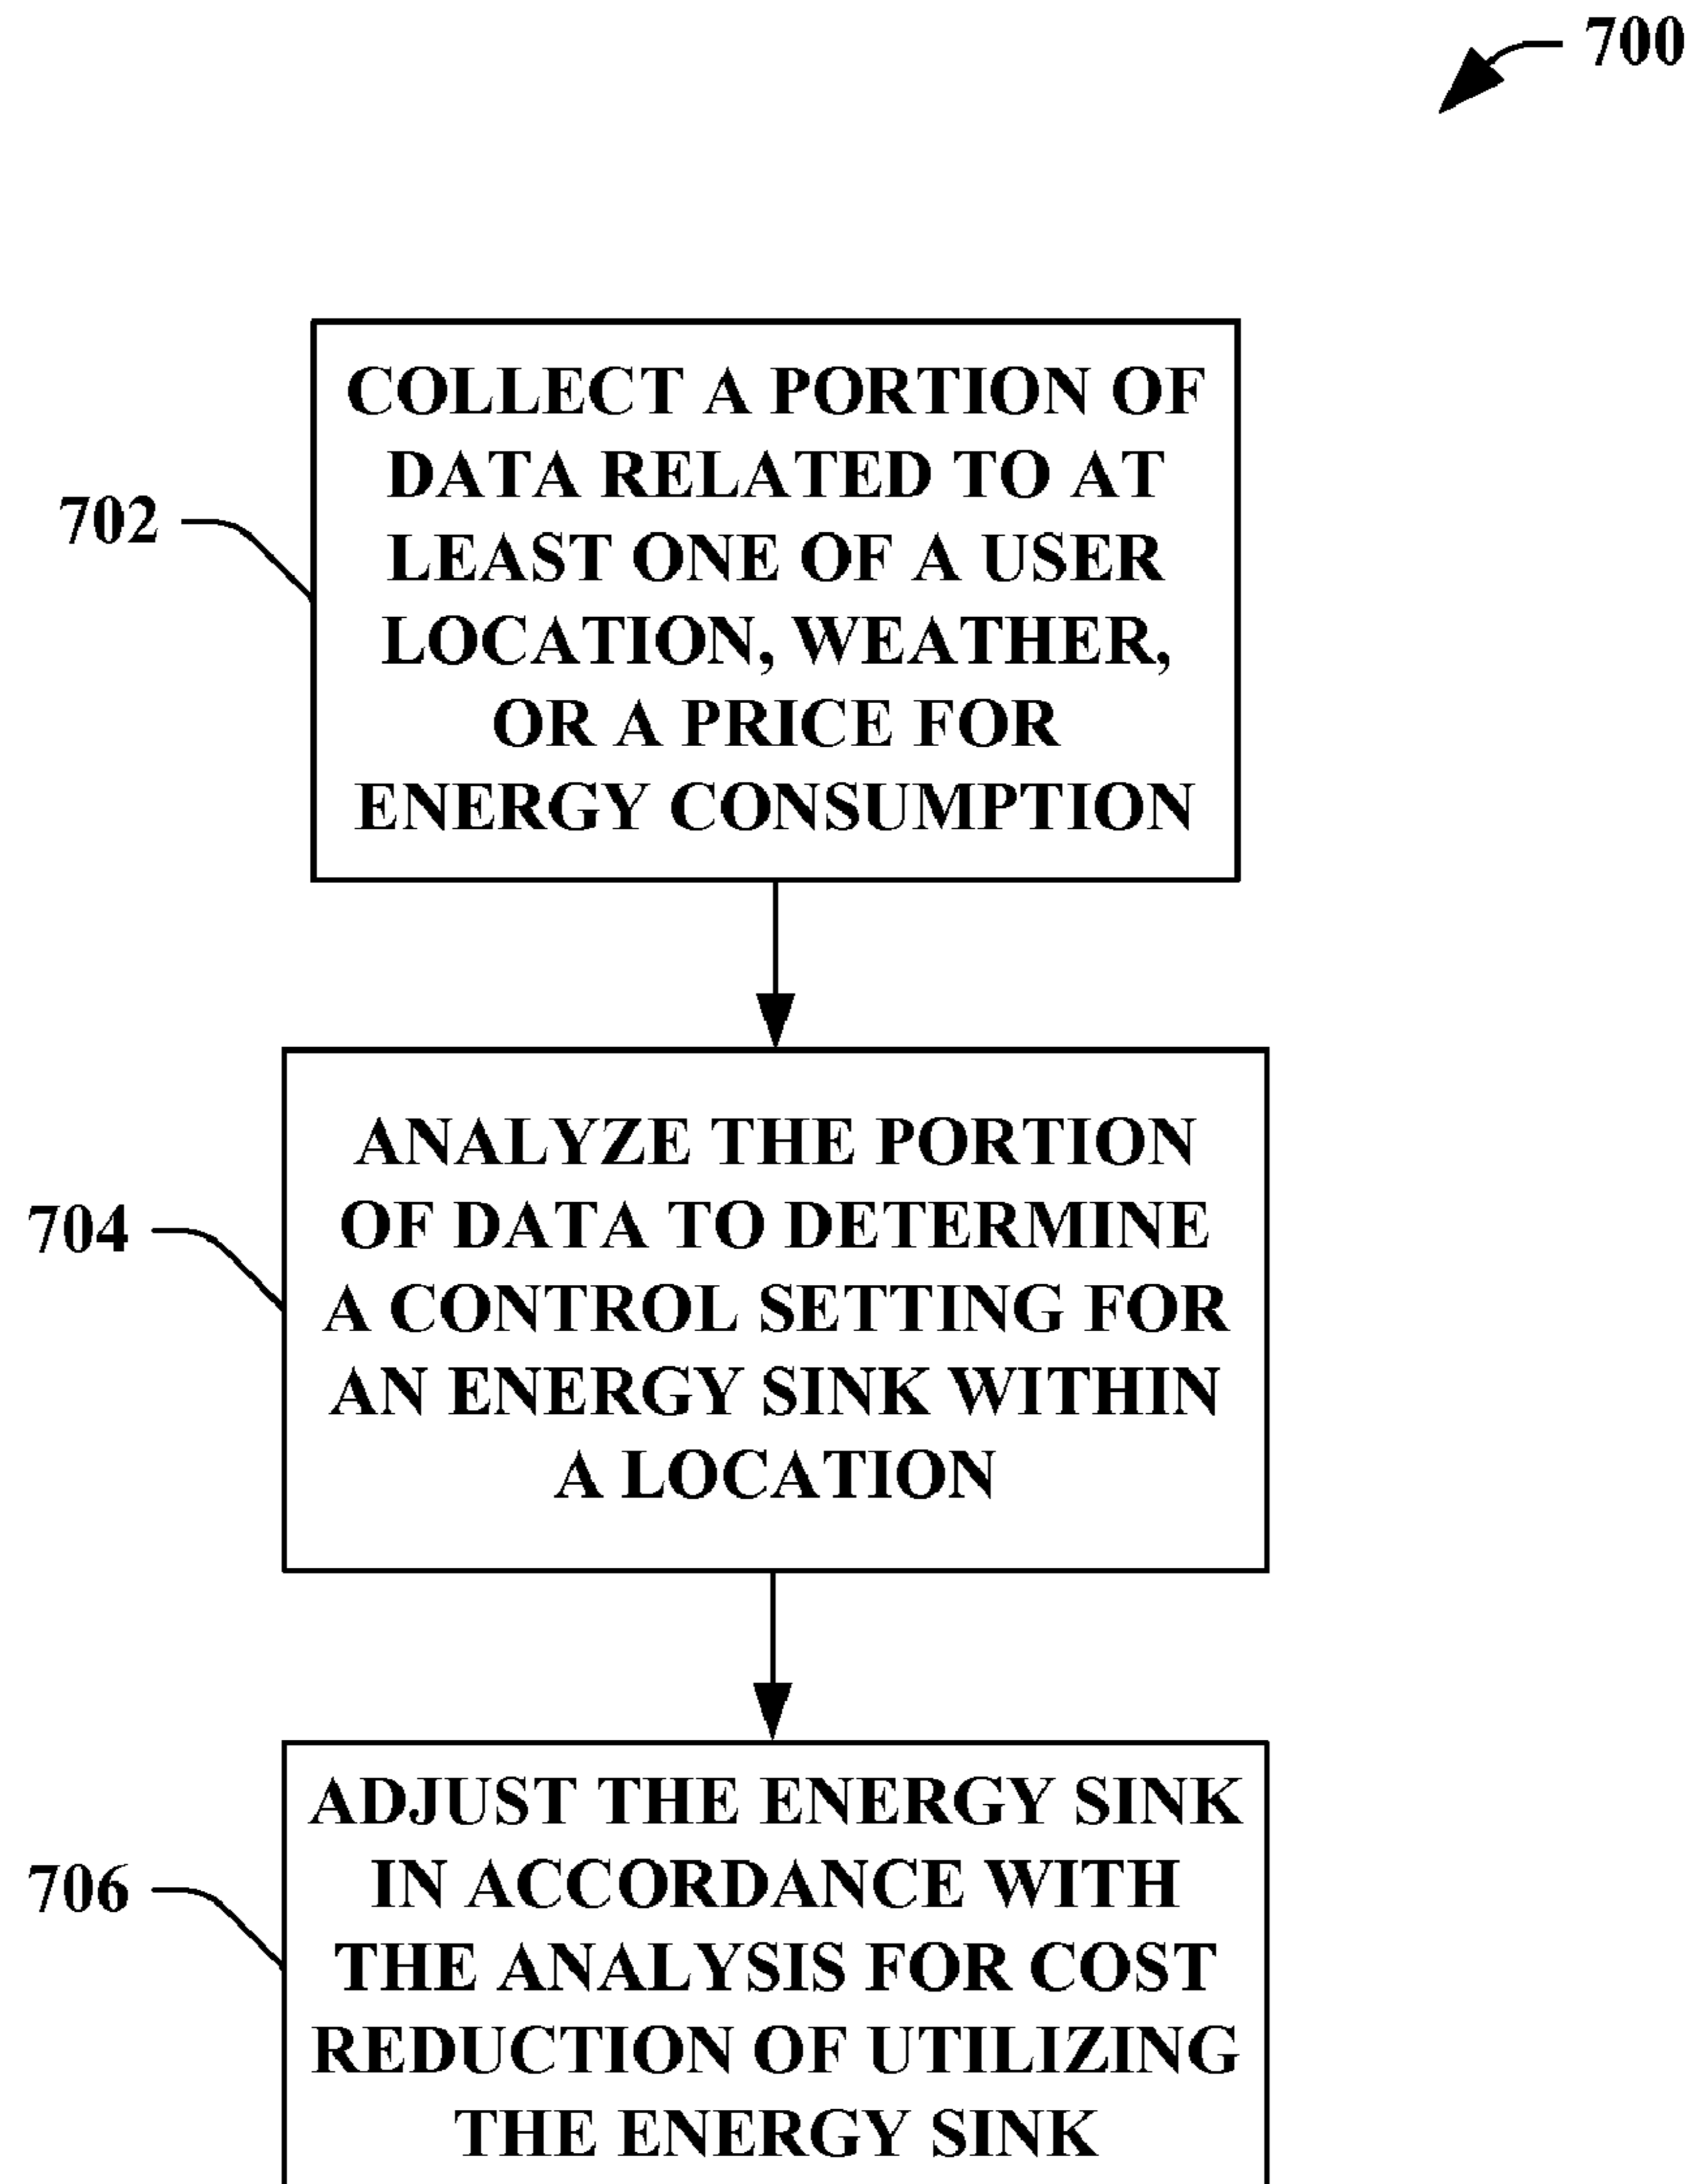 700
COLLECT A PORTION OF
DATA RELATED TO AT
LEAST ONE OF A USER
LOCATION, WEATHER,
OR A PRICE FOR
ENERGY CONSUMPTION
702
ANALYZE THE PORTION
OF DATA TO DETERMINE
A CONTROL SETTING FOR
AN ENERGY SINK WITHIN
A LOCATION
704
ADJUST THE ENERGY SINK
IN ACCORDANCE WITH
THE ANALYSIS FOR COST
REDUCTION OF UTILIZING
THE ENERGY SINK
706